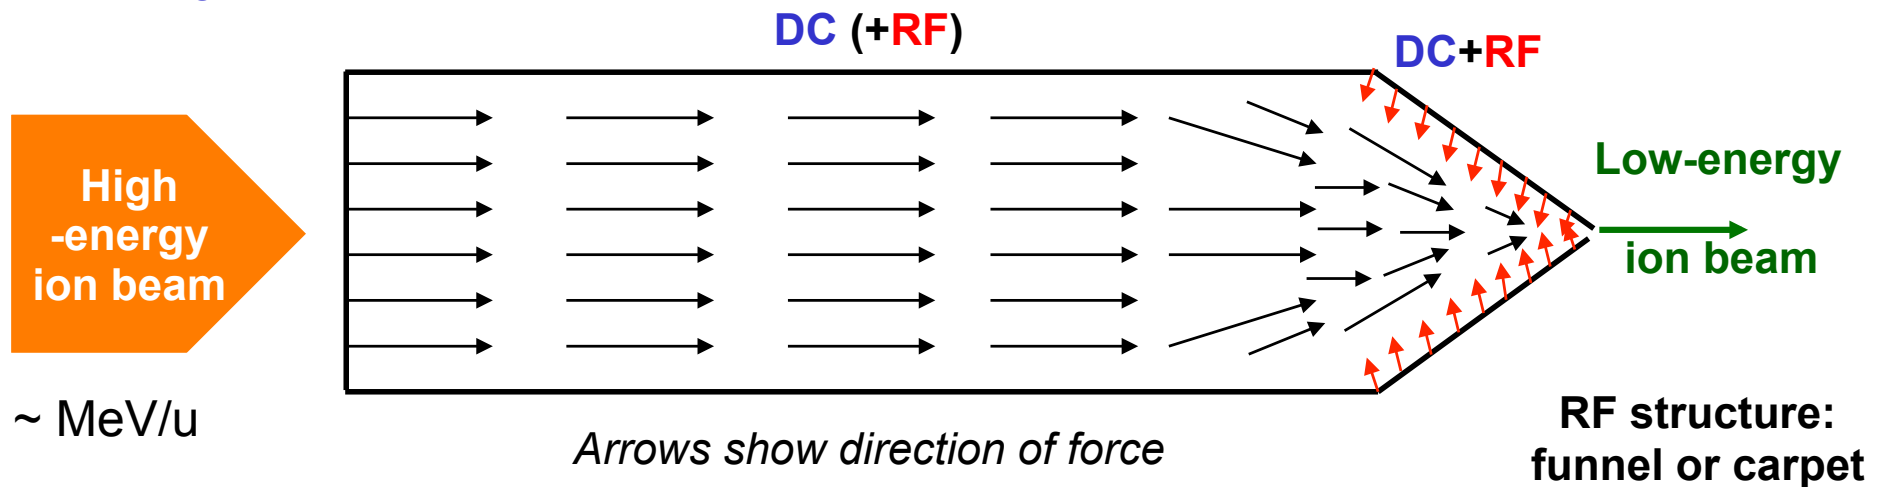 DC (+RF)
DC+RF
High
-energy
ion beam
Low-energy
ion beam
~ MeV/u
Arrows show direction of force
RF structure:
funnel or carpet